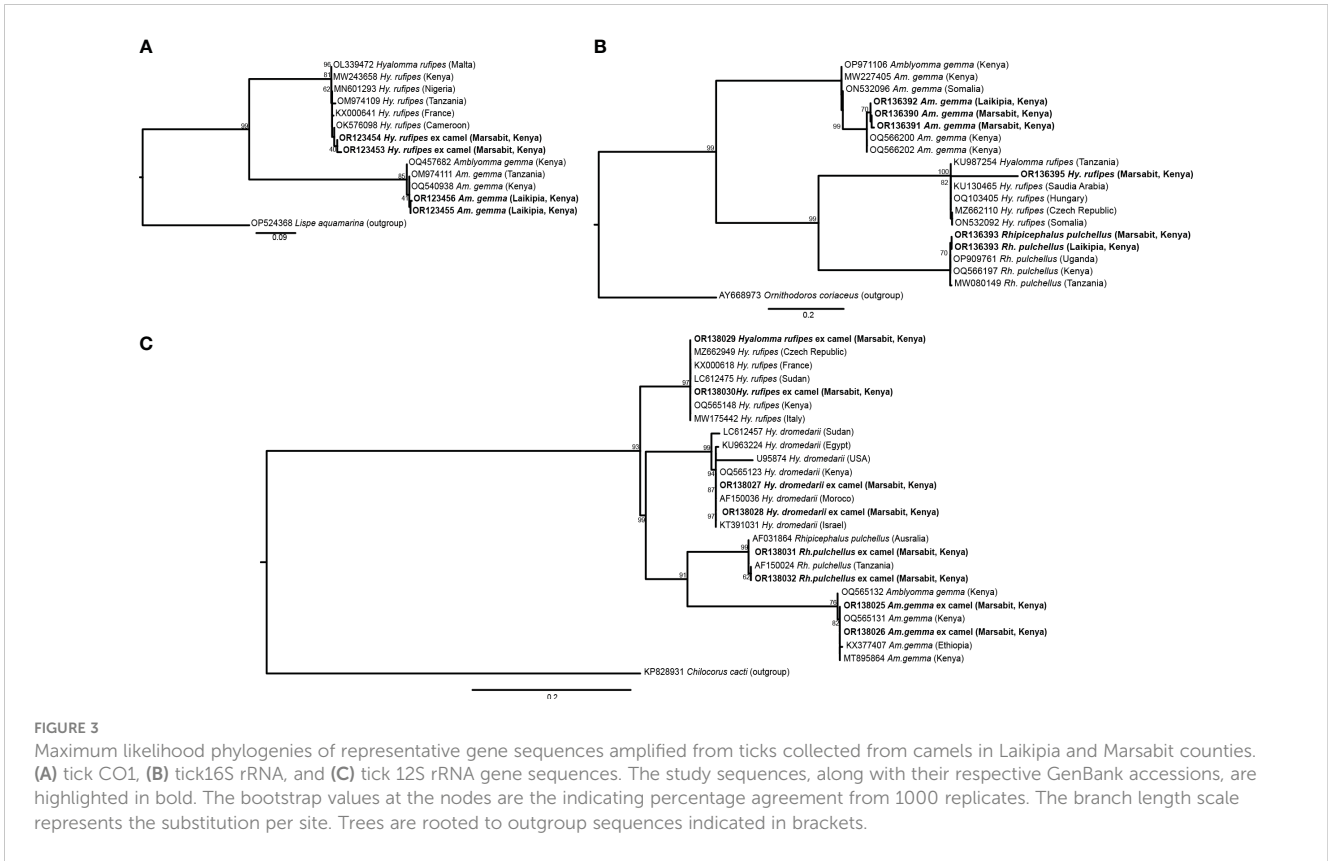 A
96 OL339472 Hyalomma rufipes (Malta)
81 MW243658 Hy. rufipes (Kenya)
62 MN601293 Hy. rufipes (Nigeria)
OM974109 Hy. rufipes (Tanzania)
KX000641 Hy. rufipes (France)
OK576098 Hy. rufipes (Cameroon)
99
OR123454 Hy. rufipes ex camel (Marsabit, Kenya)
40 OR123453 Hy. rufipes ex camel (Marsabit, Kenya)
OQ457682 Amblyomma gemma (Kenya)
85 OM974111 Am. gemma (Tanzania)
OQ540938 Am. gemma (Kenya)
41 OR123456 Am. gemma (Laikipia, Kenya)
OR123455 Am. gemma (Laikipia, Kenya)
OP524368 Lispe aquamarina (outgroup)
0.09
B
OP971106 Amblyomma gemma (Kenya)
MW227405 Am. gemma (Kenya)
ON532096 Am. gemma (Somalia)
OR136392 Am. gemma (Laikipia, Kenya)
70 OR136390 Am. gemma (Marsabit, Kenya)
99 OR136391 Am. gemma (Marsabit, Kenya)
OQ566200 Am. gemma (Kenya)
OQ566202 Am. gemma (Kenya)
99
KU987254 Hyalomma rufipes (Tanzania)
100 OR136395 Hy. rufipes (Marsabit, Kenya)
82 KU130465 Hy. rufipes (Saudia Arabia)
OQ103405 Hy. rufipes (Hungary)
MZ662110 Hy. rufipes (Czech Republic)
99 ON532092 Hy. rufipes (Somalia)
OR136393 Rhipicephalus pulchellus (Marsabit, Kenya)
OR136393 Rh. pulchellus (Laikipia, Kenya)
70 OP909761 Rh. pulchellus (Uganda)
OQ566197 Rh. pulchellus (Kenya)
MW080149 Rh. pulchellus (Tanzania)
AY668973 Ornithodoros coriaceus (outgroup)
0.2
C
OR138029 Hyalomma rufipes ex camel (Marsabit, Kenya)
MZ662949 Hy. rufipes (Czech Republic)
KX000618 Hy. rufipes (France)
97 LC612475 Hy. rufipes (Sudan)
OR138030Hy. rufipes ex camel (Marsabit, Kenya)
OQ565148 Hy. rufipes (Kenya)
MW175442 Hy. rufipes (Italy)
LC612457 Hy. dromedarii (Sudan)
93
99 KU963224 Hy. dromedarii (Egypt)
U95874 Hy. dromedarii (USA)
94 OQ565123 Hy. dromedarii (Kenya)
87 OR138027 Hy. dromedarii ex camel (Marsabit, Kenya)
AF150036 Hy. dromedarii (Moroco)
97 OR138028 Hy. dromedarii ex camel (Marsabit, Kenya)
99
KT391031 Hy. dromedarii (Israel)
AF031864 Rhipicephalus pulchellus (Ausralia)
99 OR138031 Rh.pulchellus ex camel (Marsabit, Kenya)
AF150024 Rh. pulchellus (Tanzania)
91
62 OR138032 Rh.pulchellus ex camel (Marsabit, Kenya)
OQ565132 Amblyomma gemma (Kenya)
76 OR138025 Am.gemma ex camel (Marsabit, Kenya)
OQ565131 Am.gemma (Kenya)
82 OR138026 Am.gemma ex camel (Marsabit, Kenya)
KX377407 Am.gemma (Ethiopia)
MT895864 Am.gemma (Kenya)
KP828931 Chilocorus cacti (outgroup)
0.2
FIGURE 3
Maximum likelihood phylogenies of representative gene sequences amplified from ticks collected from camels in Laikipia and Marsabit counties.
(A) tick CO1, (B) tick16S rRNA, and (C) tick 12S rRNA gene sequences. The study sequences, along with their respective GenBank accessions, are
highlighted in bold. The bootstrap values at the nodes are the indicating percentage agreement from 1000 replicates. The branch length scale
represents the substitution per site. Trees are rooted to outgroup sequences indicated in brackets.